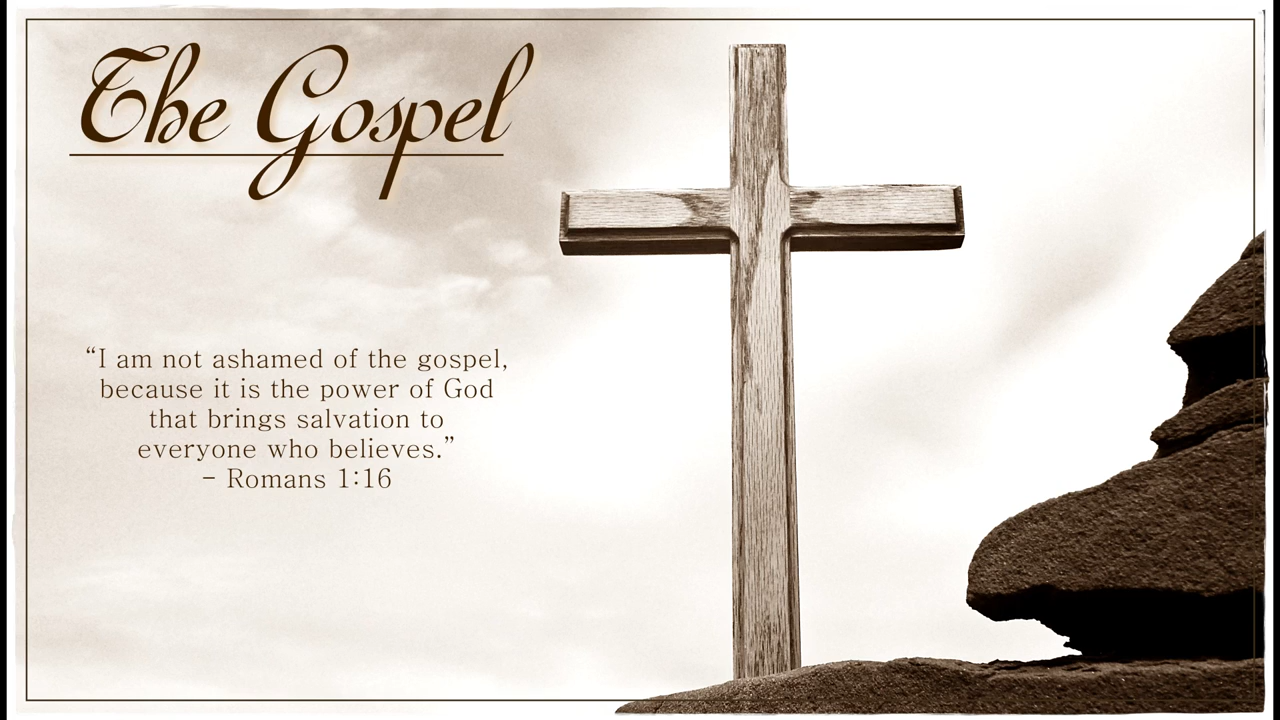 The Gospel
“I am not ashamed of the gospel,
because it is the power of God
that brings salvation to
everyone who believes.”
– Romans 1:16